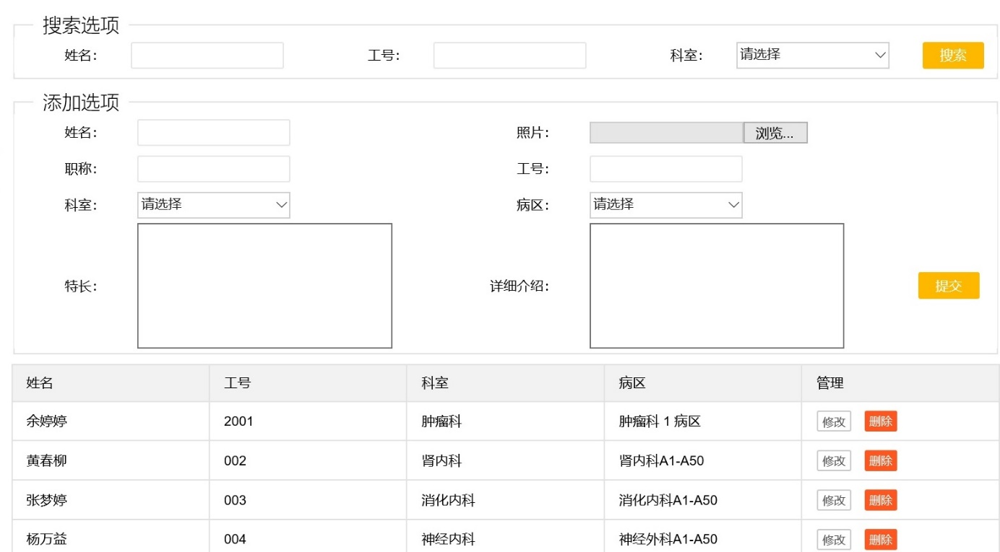 搜索选项
姓名: 工号: 科室: 请选择 搜索
添加选项
姓名: 照片: 浏览...
职称: 工号:
科室: 请选择 病区: 请选择
特长: 详细介绍: 提交
姓名 工号 科室 病区 管理
余婷婷 2001 肿瘤科 肿瘤科 1 病区 修改 删除
黄春柳 002 肾内科 肾内科A1-A50 修改 删除
张梦婷 003 消化内科 消化内科A1-A50 修改 删除
杨万益 004 神经内科 神经外科A1-A50 修改 删除